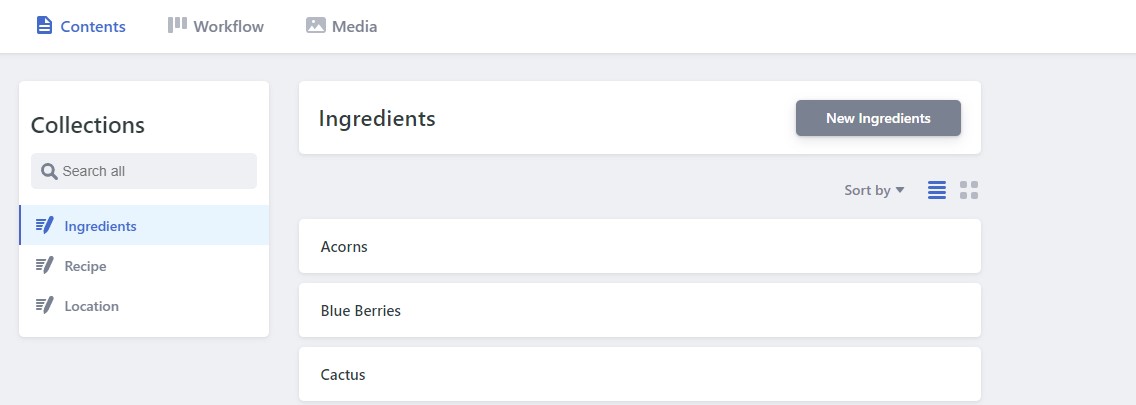 Contents Workflow Media
Collections
Search all
Ingredients
Recipe
Location
Ingredients
New Ingredients
Sort by
Acorns
Blue Berries
Cactus